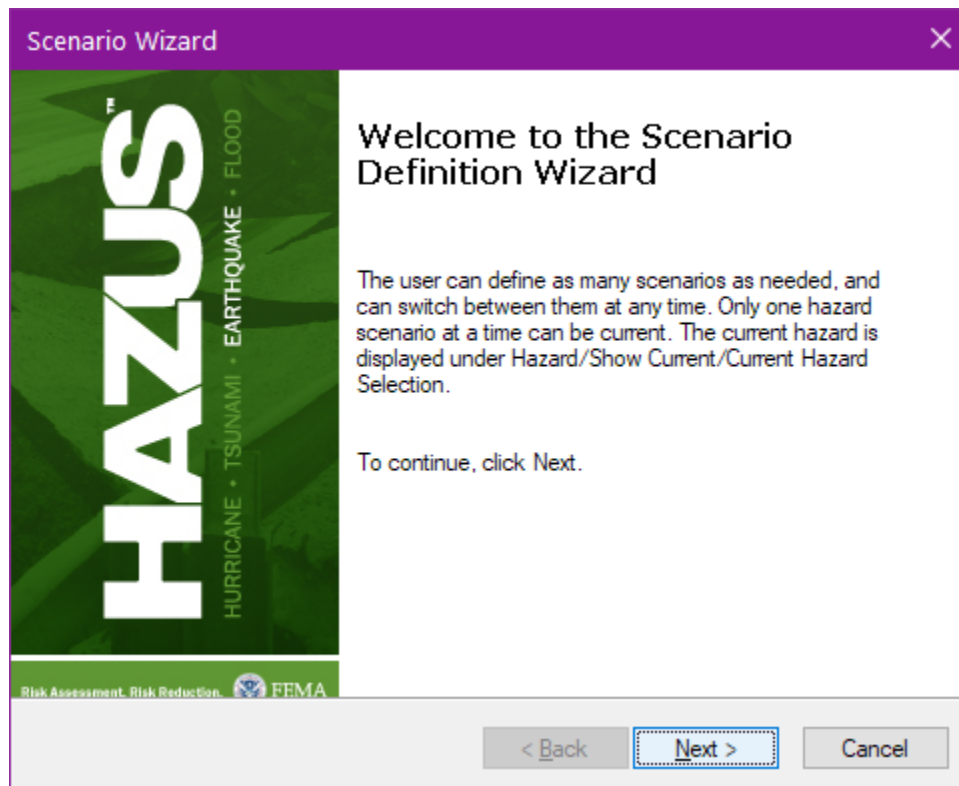 Scenario Wizard
HAZUS™
HURRICANE • TSUNAMI • EARTHQUAKE • FLOOD
Risk Assessment. Risk Reduction. FEMA
Welcome to the Scenario
Definition Wizard
The user can define as many scenarios as needed, and
can switch between them at any time. Only one hazard
scenario at a time can be current. The current hazard is
displayed under Hazard/Show Current/Current Hazard
Selection.
To continue, click Next.
< Back
Next >
Cancel